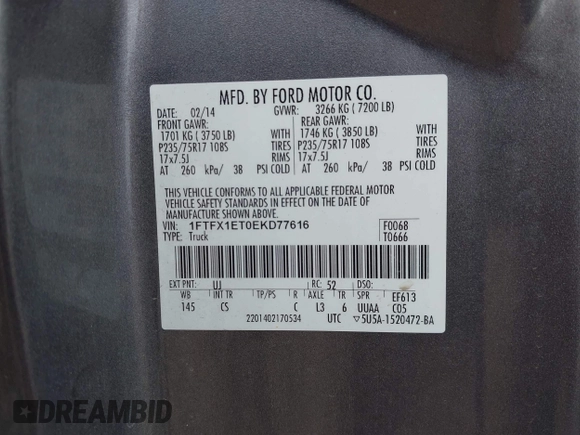 MFD. BY FORD MOTOR CO.
DATE: 02/14 GVWR: 3266 KG ( 7200 LB)
FRONT GAWR: REAR GAWR:
1701 KG ( 3750 LB) WITH 1746 KG ( 3850 LB) WITH
P235/75R17 108S TIRES P235/75R17 108S TIRES
17x7.5J RIMS 17x7.5J RIMS
AT 260 kPa/ 38 PSI COLD AT 260 kPa/ 38 PSI COLD
THIS VEHICLE CONFORMS TO ALL APPLICABLE FEDERAL MOTOR
VEHICLE SAFETY STANDARDS IN EFFECT ON THE DATE OF
MANUFACTURE SHOWN ABOVE.
VIN: 1FTFX1ET0EKD77616 F0068
TYPE: Truck T0666
EXT PNT: UJ RC: 52 DSO: EF613
WB INT TR TP/PS R AXLE TR C05
145 CS C L3 6 UUAA
2201402170534 UTC ▽5U5A-1520472-BA
DREAMBID